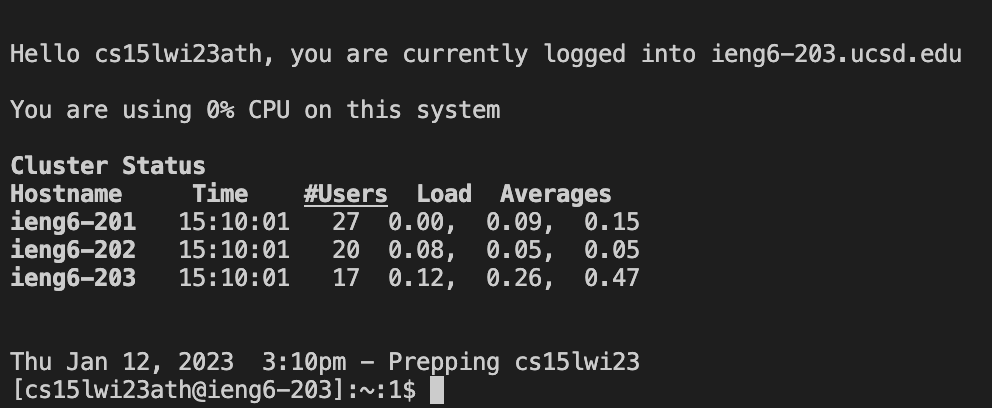 Hello cs15lwi23ath, you are currently logged into ieng6-203.ucsd.edu
You are using 0% CPU on this system
Cluster Status
Hostname     Time    #Users  Load  Averages
ieng6-201   15:10:01   27  0.00,  0.09,  0.15
ieng6-202   15:10:01   20  0.08,  0.05,  0.05
ieng6-203   15:10:01   17  0.12,  0.26,  0.47
Thu Jan 12, 2023  3:10pm - Prepping cs15lwi23
[cs15lwi23ath@ieng6-203]:~:1$